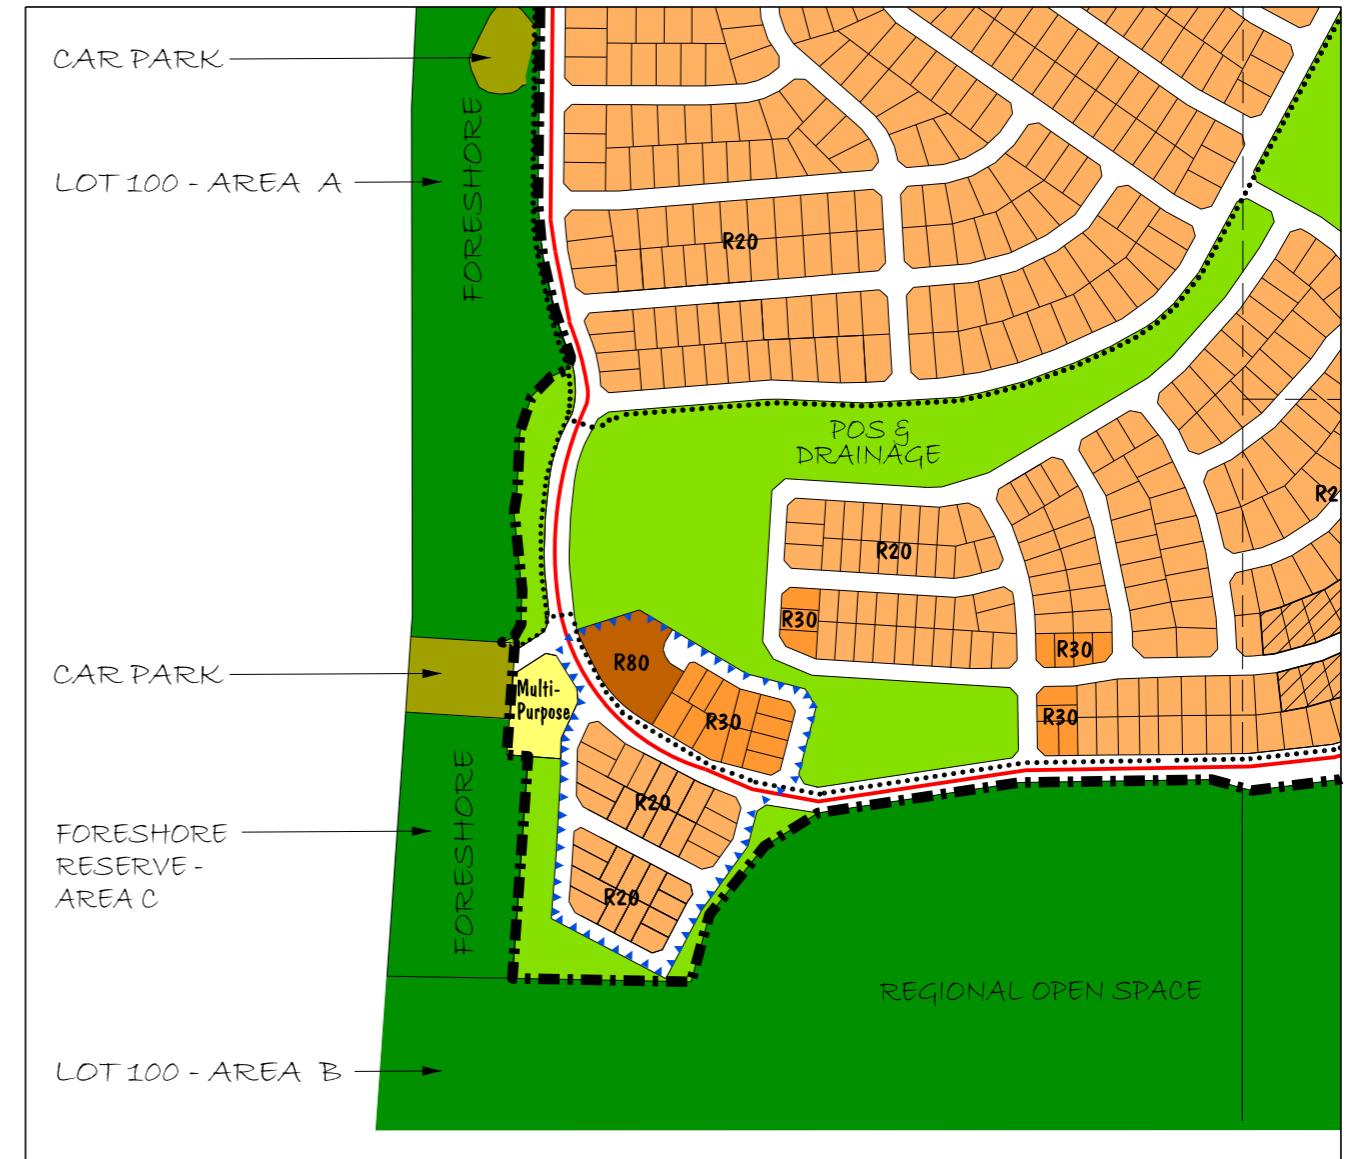 CAR PARK
FORESHORE
LOT 100 - AREA A
R20
POS &
DRAINAGE
R2
R20
R30
R30
R80
CAR PARK
Multi-
Purpose
R30
R30
FORESHORE
R20
FORESHORE
RESERVE -
AREA C
R20
REGIONAL OPEN SPACE
LOT 100 - AREA B